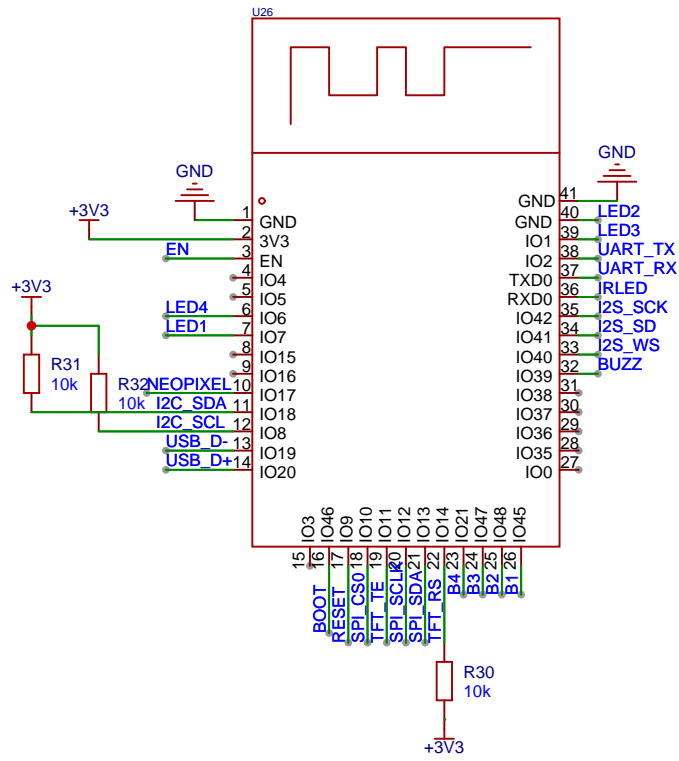 U26
GND
GND
+3V3
1 GND
2 3V3
EN 3 EN
4 IO4
5 IO5
LED4 6 IO6
LED1 7 IO7
8 IO15
9 IO16
NEOPIXEL 10 IO17
I2C_SDA 11 IO18
I2C_SCL 12 IO8
USB_D- 13 IO19
USB_D+ 14 IO20
+3V3
R31
10k
R32
10k
GND 41
GND 40 LED2
IO1 39 LED3
IO2 38 UART_TX
TXD0 37 UART_RX
RXD0 36 IRLED
IO42 35 I2S_SCK
IO41 34 I2S_SD
IO40 33 I2S_WS
IO39 32 BUZZ
IO38 31
IO37 30
IO36 29
IO35 28
IO0 27
IO3 15
IO46 16 BOOT
IO9 17 RESET
IO10 18 SPI_CS0
IO11 19 TFT_TE
IO12 20 SPI_SCLK
IO13 21 SPI_SDA
IO14 22 TFT_RS
IO21 23 B4
IO47 24 B3
IO48 25 B2
IO45 26 B1
R30
10k
+3V3